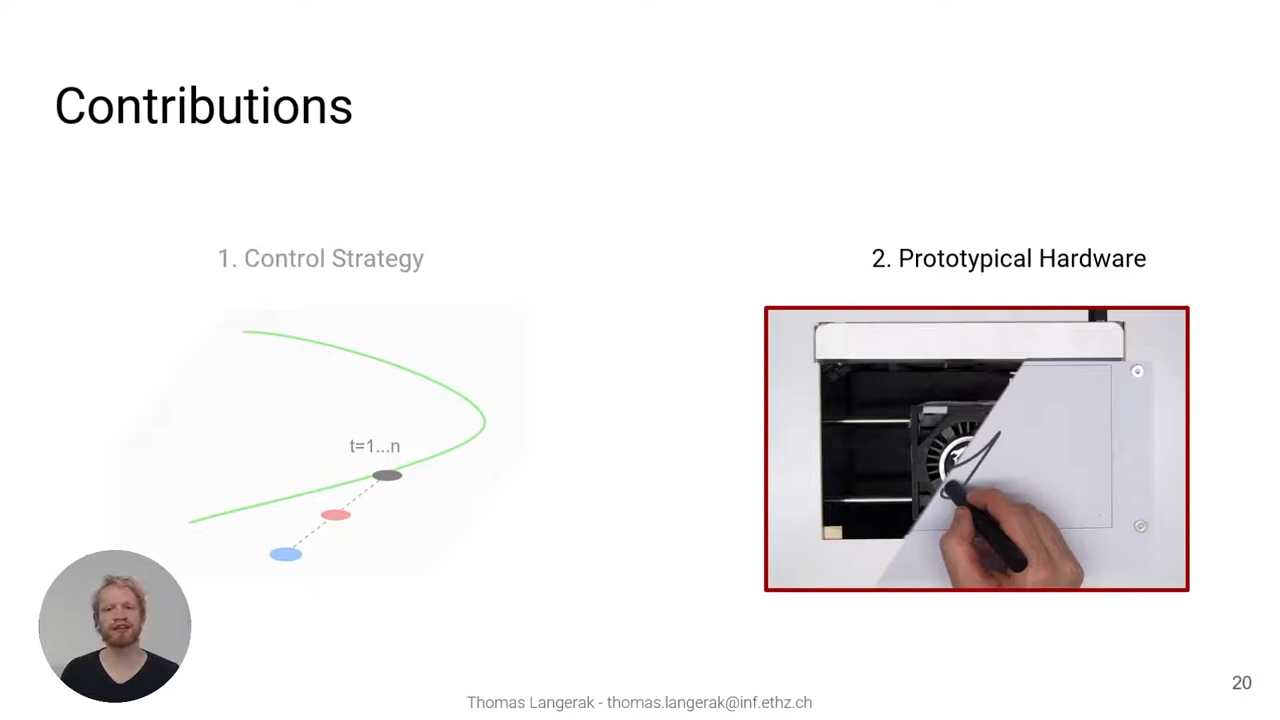 Contributions
1. Control Strategy
2. Prototypical Hardware
t=1...n
Thomas Langerak - thomas.langerak@inf.ethz.ch
20